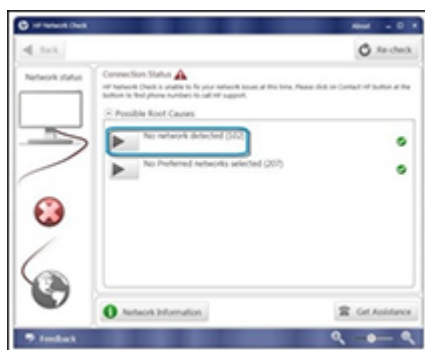 HP Network Check
About
Back
Re-check
Network status
Connection Status
HP Network Check is unable to fix your network issues at this time. Please click on Contact HP button at the
bottom to find phone numbers to call HP support.
Possible Root Causes
No network detected (502)
No Preferred networks selected (207)
Network Information
Get Assistance
Feedback